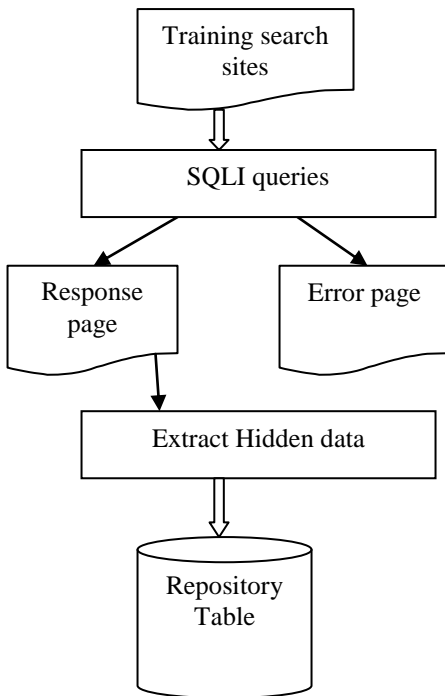 Training search
sites
SQLI queries
Response
page
Error page
Extract Hidden data
Repository
Table